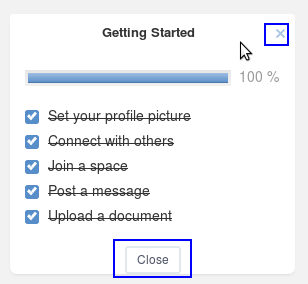 Getting Started
100 %
Set your profile picture
Connect with others
Join a space
Post a message
Upload a document
Close